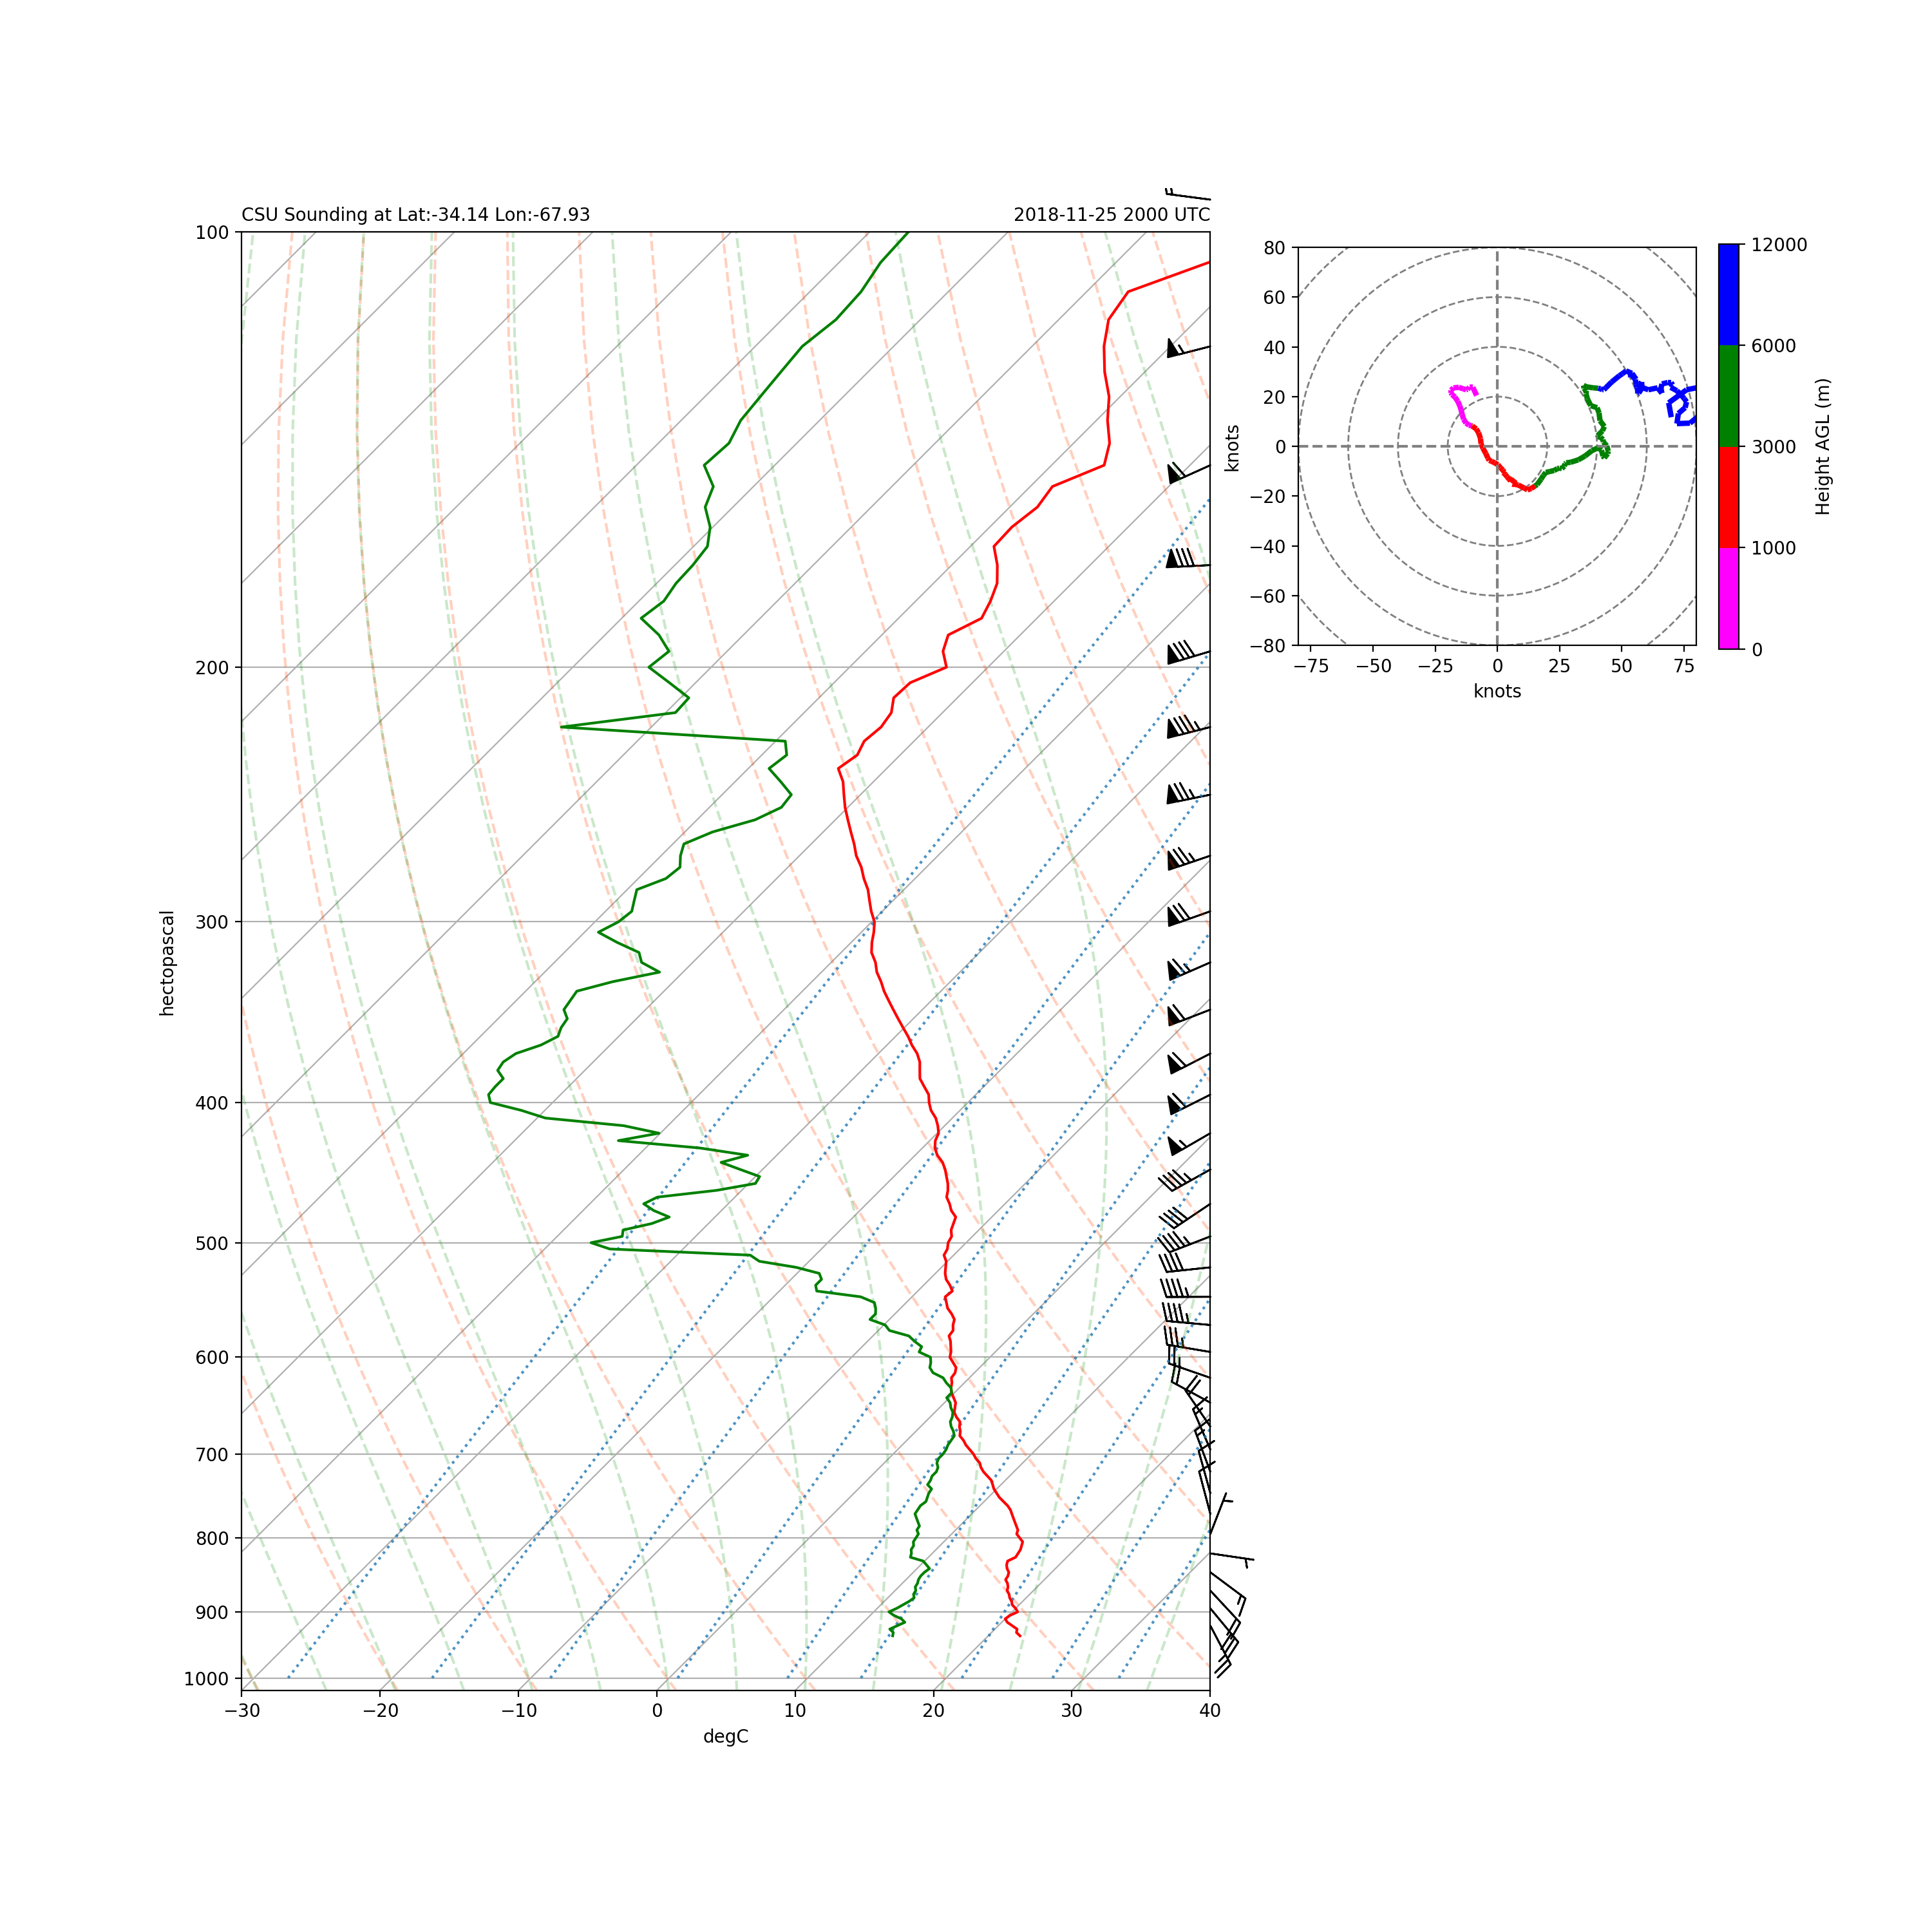 CSU Sounding at Lat:-34.14 Lon:-67.93
2018-11-25 2000 UTC
100
200
300
400
500
600
700
800
900
1000
hectopascal
−30 −20 −10 0 10 20 30 40
degC
80
60
40
20
0
−20
−40
−60
−80
knots
−75 −50 −25 0 25 50 75
knots
12000
6000
3000
1000
0
Height AGL (m)